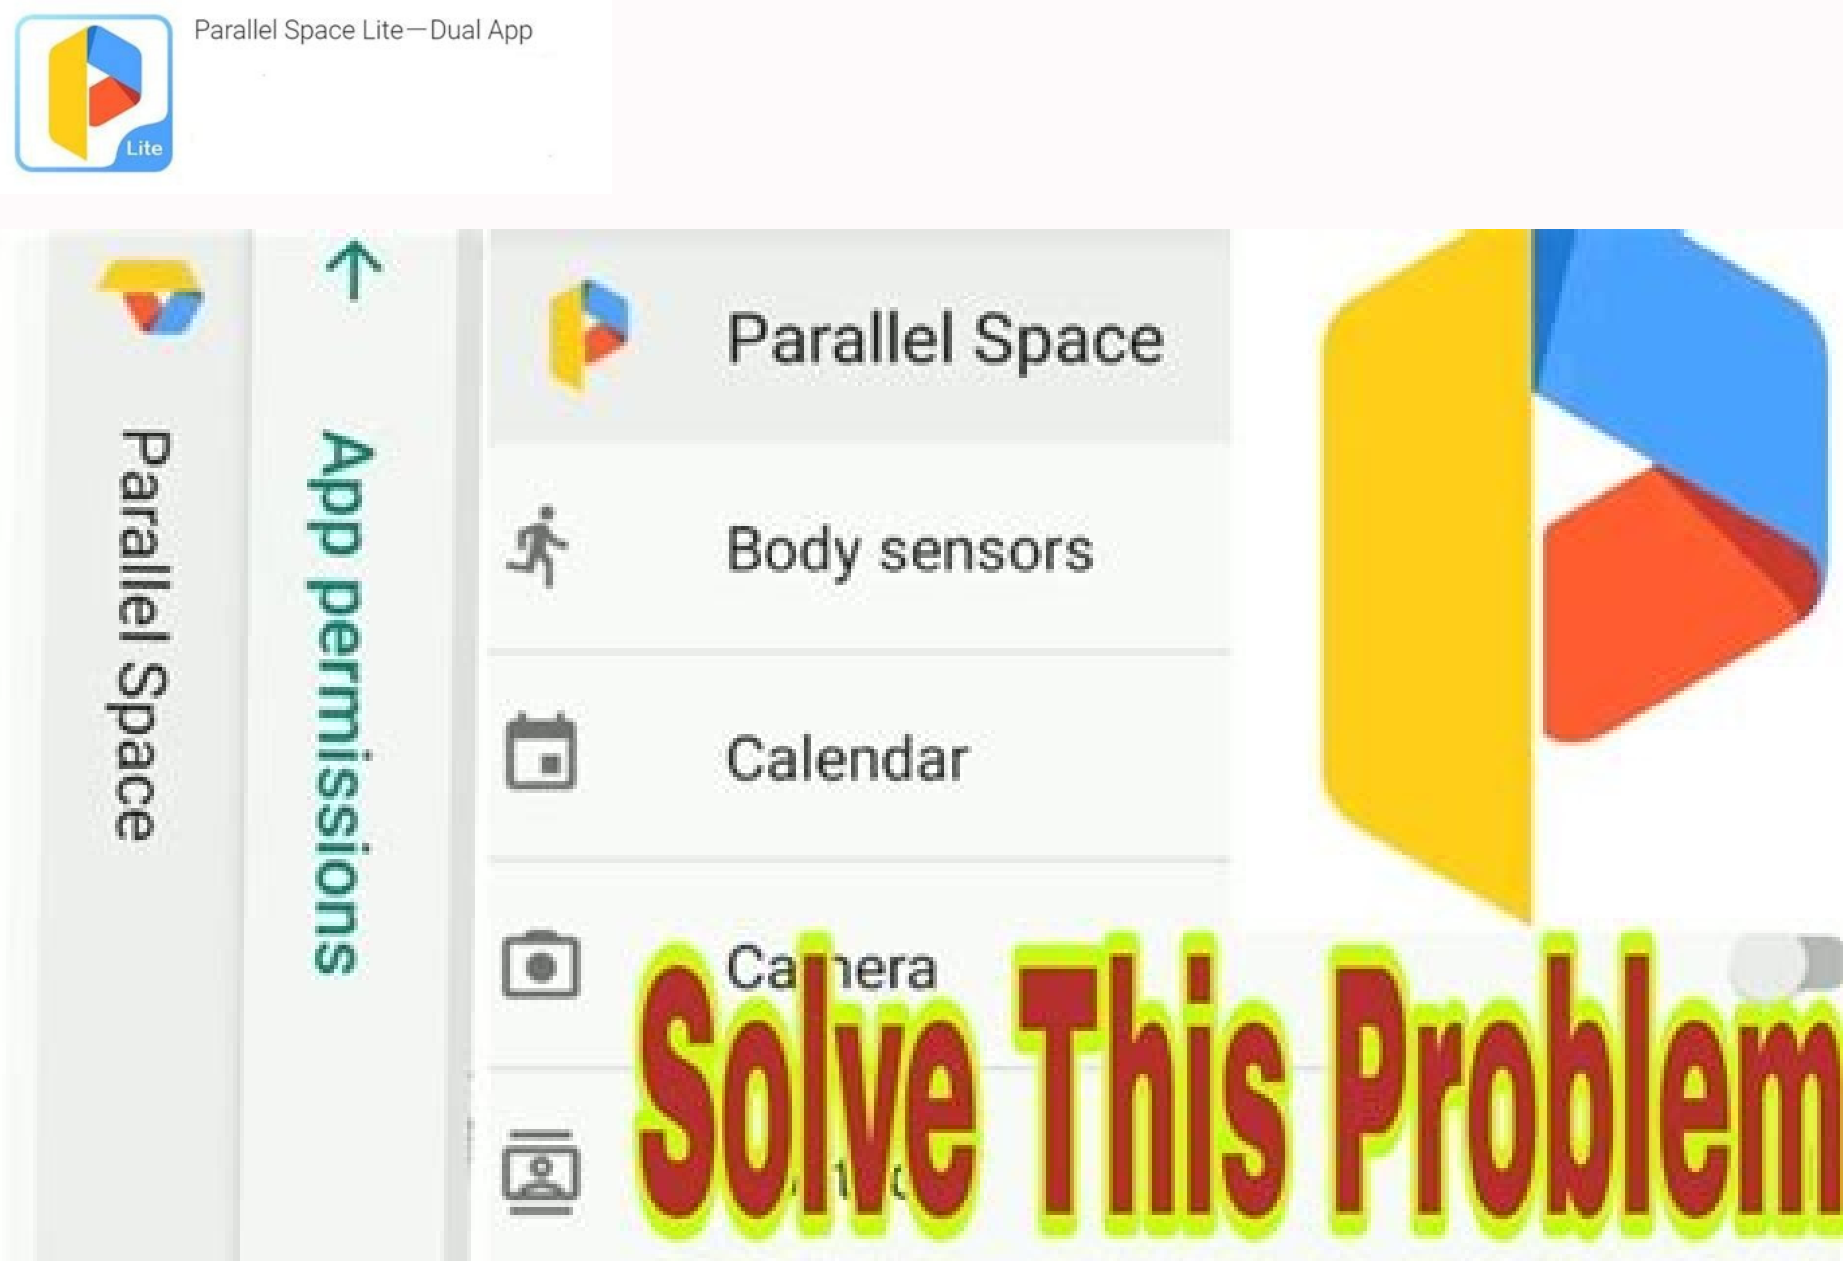 Parallel Space Lite—Dual App
Lite
App permissions
Parallel Space
Parallel Space
Body sensors
Calendar
Camera
Solve This Problem